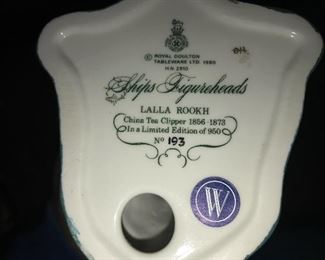 © ROYAL DOULTON
TABLEWARE LTD 1980
H.N. 2910
Ships Figureheads
LALLA ROOKH
China Tea Clipper 1856-1873
In a Limited Edition of 950
No 193
W